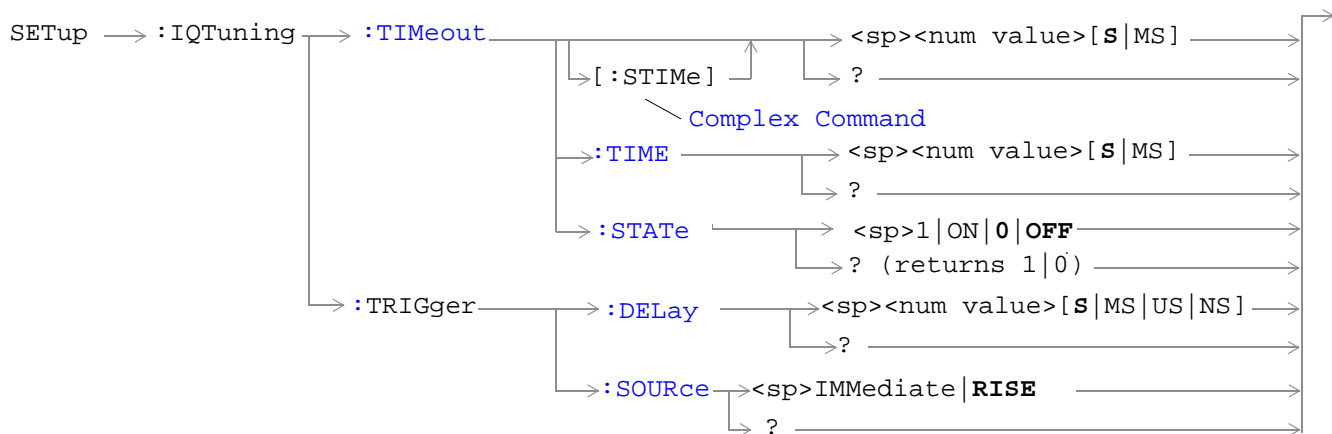 SETup :IQTuning :TIMeout <sp><num value>[S|MS]
[:STIMe] ?
Complex Command
:TIME <sp><num value>[S|MS]
?
:STATe <sp>1|ON|0|OFF
? (returns 1|0)
:TRIGger :DELay <sp><num value>[S|MS|US|NS]
?
:SOURce <sp>IMMediate|RISE
?